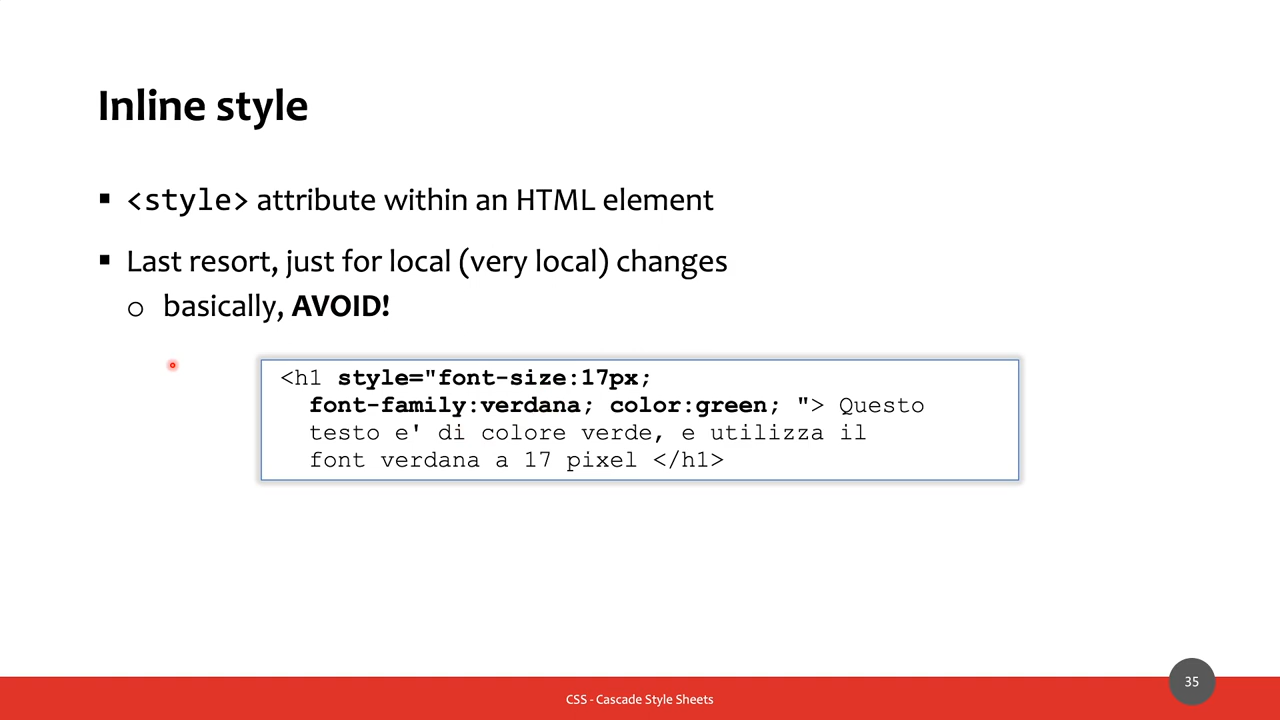 Inline style
▪ <style> attribute within an HTML element
▪ Last resort, just for local (very local) changes
o basically, AVOID!
<h1 style="font-size:17px;
font-family:verdana; color:green; "> Questo
testo e' di colore verde, e utilizza il
font verdana a 17 pixel </h1>
35
CSS - Cascade Style Sheets